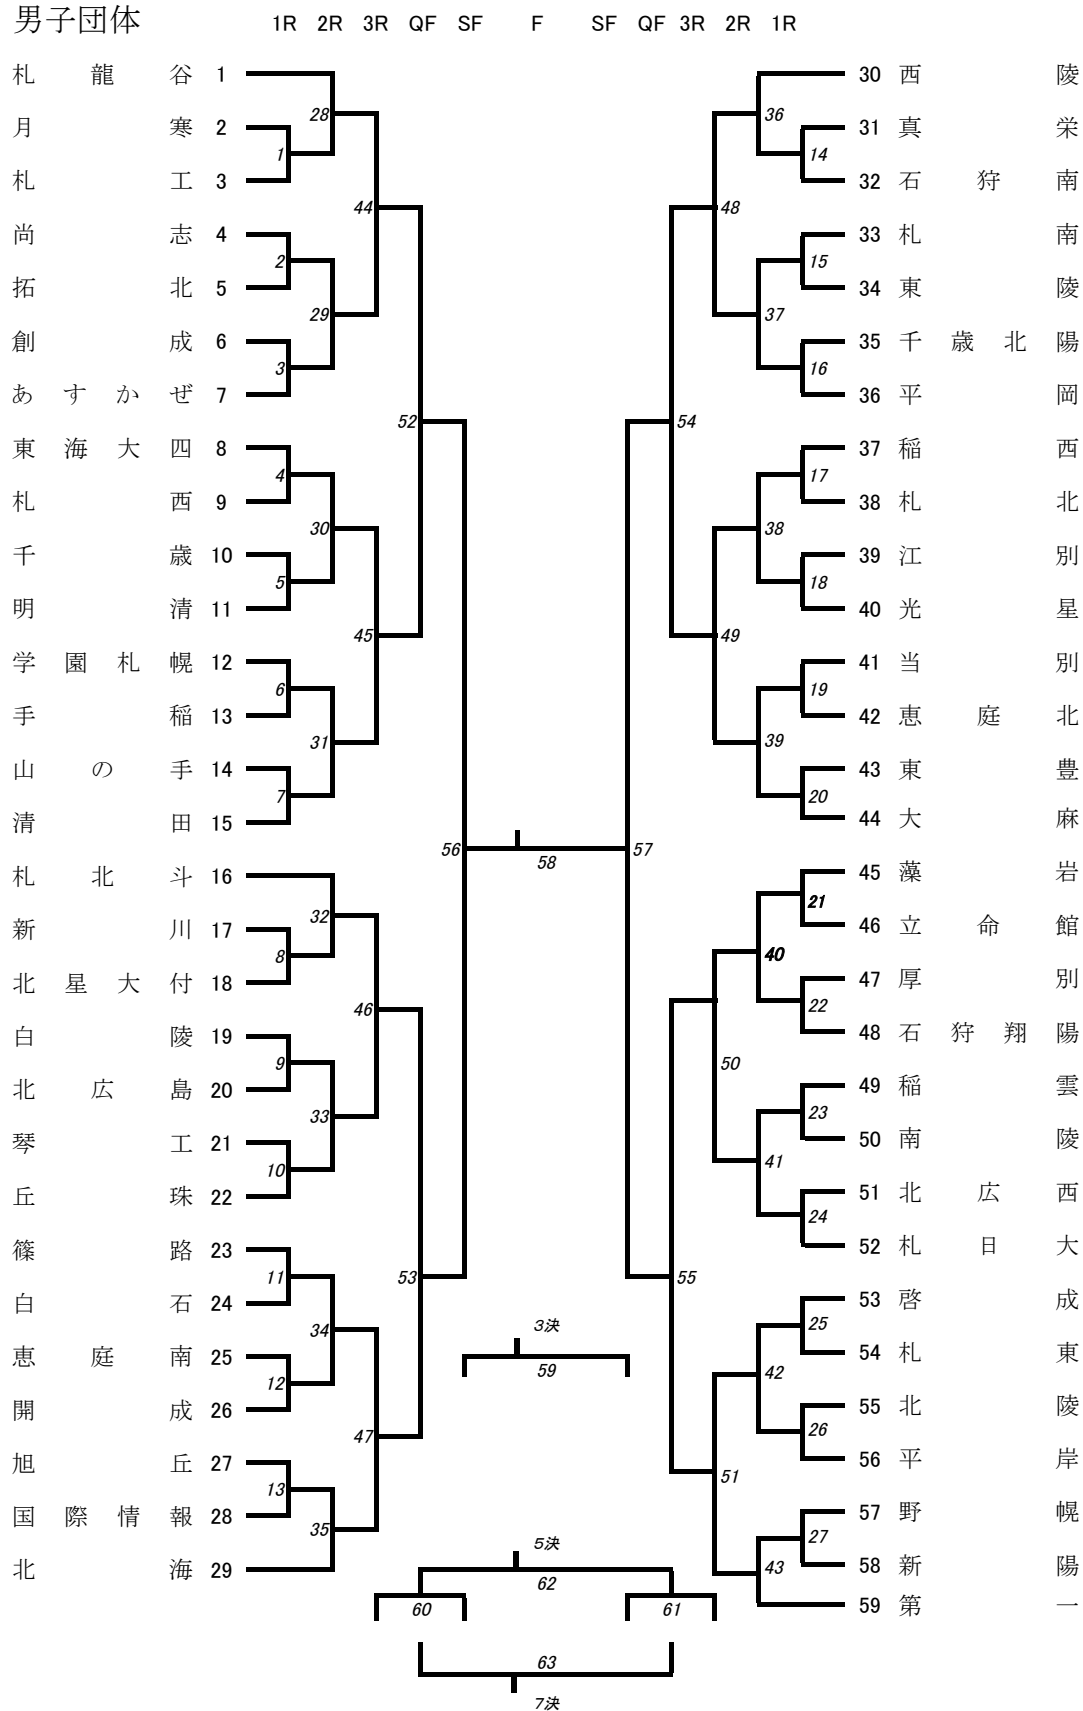 男子団体 1R 2R 3R QF SF F SF QF 3R 2R 1R
札龍谷 1
28
月寒 2
1
札工 3
44
尚志 4
2
拓北 5
29
創成 6
3
あすかぜ 7
52
東海大四 8
4
札西 9
30
千歳 10
5
明清 11
45
学園札幌 12
6
手稲 13
31
山の手 14
7
清田 15
56
札北斗 16
32
新川 17
8
北星大付 18
46
白陵 19
9
北広島 20
33
琴工 21
10
丘珠 22
篠路 23
11
53
白石 24
34
恵庭南 25
12
開成 26
47
旭丘 27
13
国際情報 28
35
北海 29
58
3決
59
5決
62
60
61
63
7決
30 西陵
36
31 真栄
14
32 石狩南
48
33 札南
15
34 東陵
37
35 千歳北陽
16
36 平岡
54
37 稲西
17
38 札北
38
39 江別
18
40 光星
49
41 当別
19
42 恵庭北
39
43 東豊
20
44 大麻
57
45 藻岩
21
46 立命館
40
47 厚別
22
48 石狩翔陽
50
49 稲雲
23
50 南陵
41
51 北広西
24
52 札日大
55
53 啓成
25
54 札東
42
55 北陵
26
56 平岸
51
57 野幌
27
58 新陽
43
59 第一